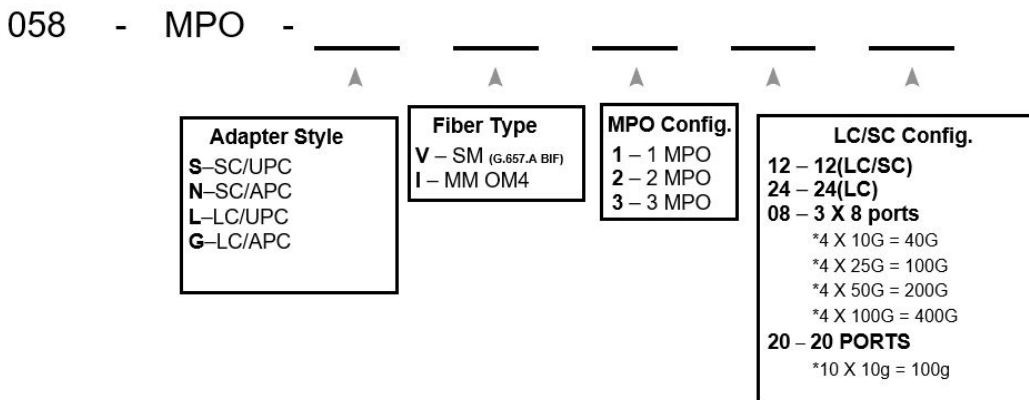 058 - MPO -
Adapter Style
S–SC/UPC
N–SC/APC
L–LC/UPC
G–LC/APC
Fiber Type
V – SM (G.657.A BIF)
I – MM OM4
MPO Config.
1 – 1 MPO
2 – 2 MPO
3 – 3 MPO
LC/SC Config.
12 – 12(LC/SC)
24 – 24(LC)
08 – 3 X 8 ports
*4 X 10G = 40G
*4 X 25G = 100G
*4 X 50G = 200G
*4 X 100G = 400G
20 – 20 PORTS
*10 X 10g = 100g